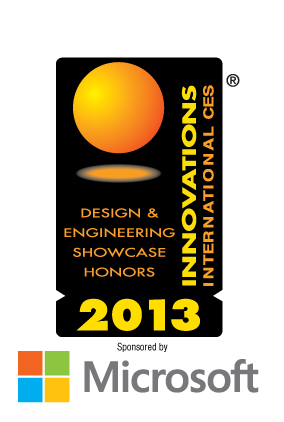 ®
INNOVATIONS
INTERNATIONAL CES
DESIGN &
ENGINEERING
SHOWCASE
HONORS
2013
Sponsored by
Microsoft